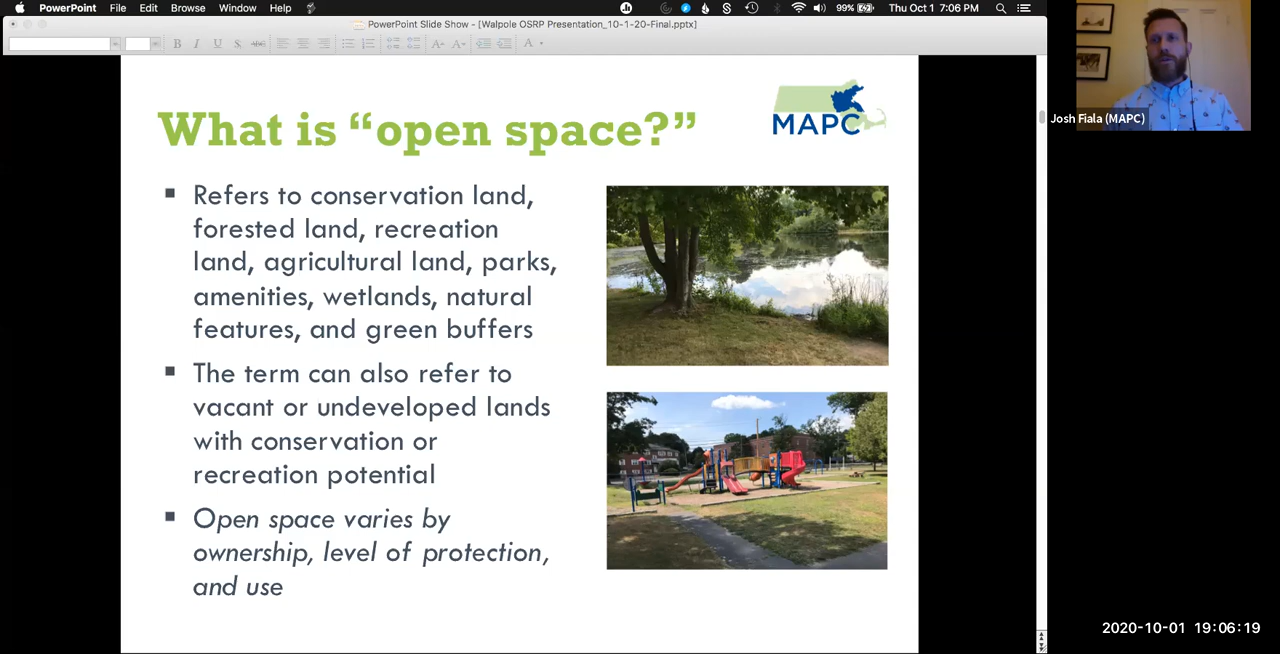 PowerPoint File Edit Browse Window Help 99% Thu Oct 1 7:06 PM
PowerPoint Slide Show - [Walpole OSRP Presentation_10-1-20-Final.pptx]
B I U S ABC A A A
What is “open space?”
MAPC
▪ Refers to conservation land,
forested land, recreation
land, agricultural land, parks,
amenities, wetlands, natural
features, and green buffers
▪ The term can also refer to
vacant or undeveloped lands
with conservation or
recreation potential
▪ Open space varies by
ownership, level of protection,
and use
Josh Fiala (MAPC)
2020-10-01 19:06:19